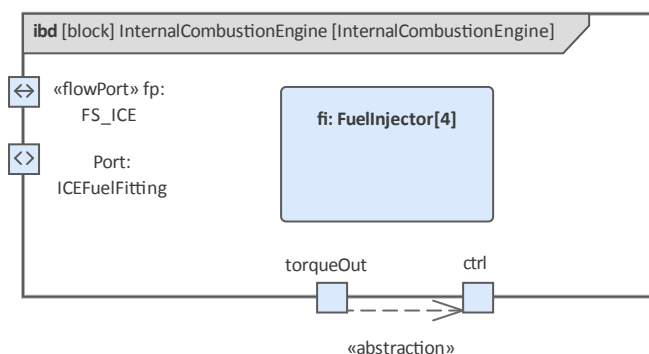 ibd [block] InternalCombustionEngine [InternalCombustionEngine]
«flowPort» fp:
FS_ICE
fi: FuelInjector[4]
Port:
ICEFuelFitting
torqueOut
ctrl
«abstraction»